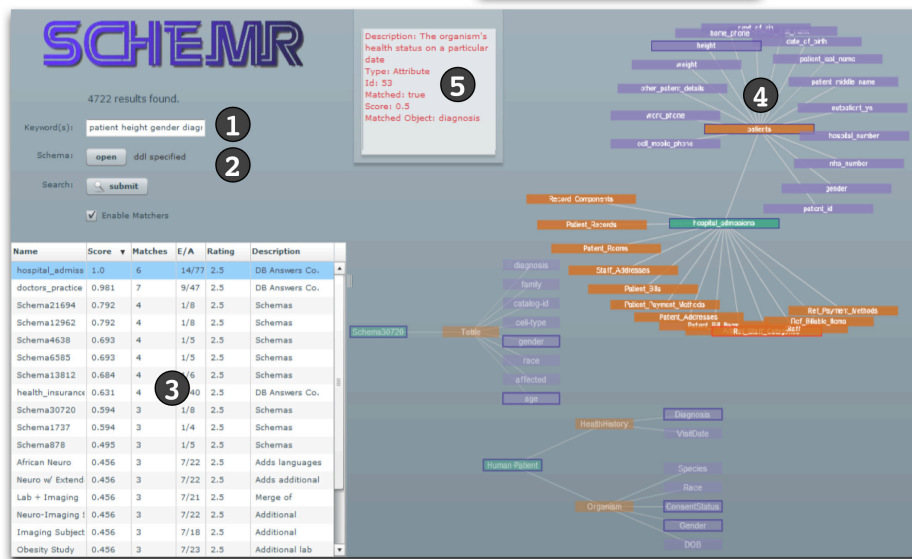 SCHEMR
4722 results found.
Keyword(s):
patient height gender diag
1
Schema:
open
ddl specified
2
Search:
submit
Enable Matchers
Name Score ▼ Matches E/A Rating Description
hospital_admiss 1.0 6 14/77 2.5 DB Answers Co.
doctors_practice 0.981 7 9/47 2.5 DB Answers Co.
Schema21694 0.792 4 1/8 2.5 Schemas
Schema12962 0.792 4 1/8 2.5 Schemas
Schema4638 0.693 4 1/5 2.5 Schemas
Schema6585 0.693 4 1/5 2.5 Schemas
Schema13812 0.684 4 /6 2.5 Schemas
health_insurance 0.631 4 40 2.5 DB Answers Co.
3
Schema30720 0.594 3 1/8 2.5 Schemas
Schema1737 0.594 3 1/4 2.5 Schemas
Schema878 0.495 3 1/5 2.5 Schemas
African Neuro 0.456 3 7/22 2.5 Adds languages
Neuro w/ Extend 0.456 3 7/22 2.5 Adds additional
Lab + Imaging 0.456 3 7/21 2.5 Merge of
Neuro-Imaging 0.456 3 7/22 2.5 Additional
Imaging Subject 0.456 3 7/18 2.5 Additional
Obesity Study 0.456 3 7/23 2.5 Additional lab
Description: The organism's
health status on a particular
date
Type: Attribute
Id: 53
Matched: true
Score: 0.5
Matched Object: diagnosis
5
home_phone
height
date_of_birth
weight
patient_last_name
other_patient_details
patient_middle_name
4
work_phone
outpatient_yn
patients
cell_mobile_phone
hospital_number
nhs_number
gender
patient_id
Record_Components
Patient_Records
hospital_admissions
Patient_Rooms
Staff_Addresses
Patient_Bills
Patient_Payment_Methods
Patient_Addresses
Ref_Payment_Methods
Ref_Billable_Items
Staff
diagnosis
family
catalog-id
cell-type
Schema30720
Table
gender
race
affected
age
Diagnosis
HealthHistory
VisitDate
Human-Patient
Species
Race
Organism
ConsentStatus
Gender
DOB